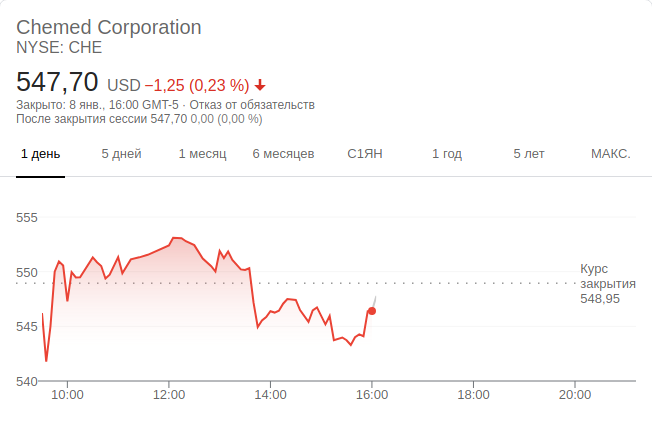 Chemed Corporation
NYSE: CHE
547,70 USD −1,25 (0,23 %)
Закрыто: 8 янв., 16:00 GMT-5 · Отказ от обязательств
После закрытия сессии 547,70 0,00 (0,00 %)
1 день 5 дней 1 месяц 6 месяцев С1ЯН 1 год 5 лет МАКС.
555
550
545
540
Курс
закрытия
548,95
10:00 12:00 14:00 16:00 18:00 20:00